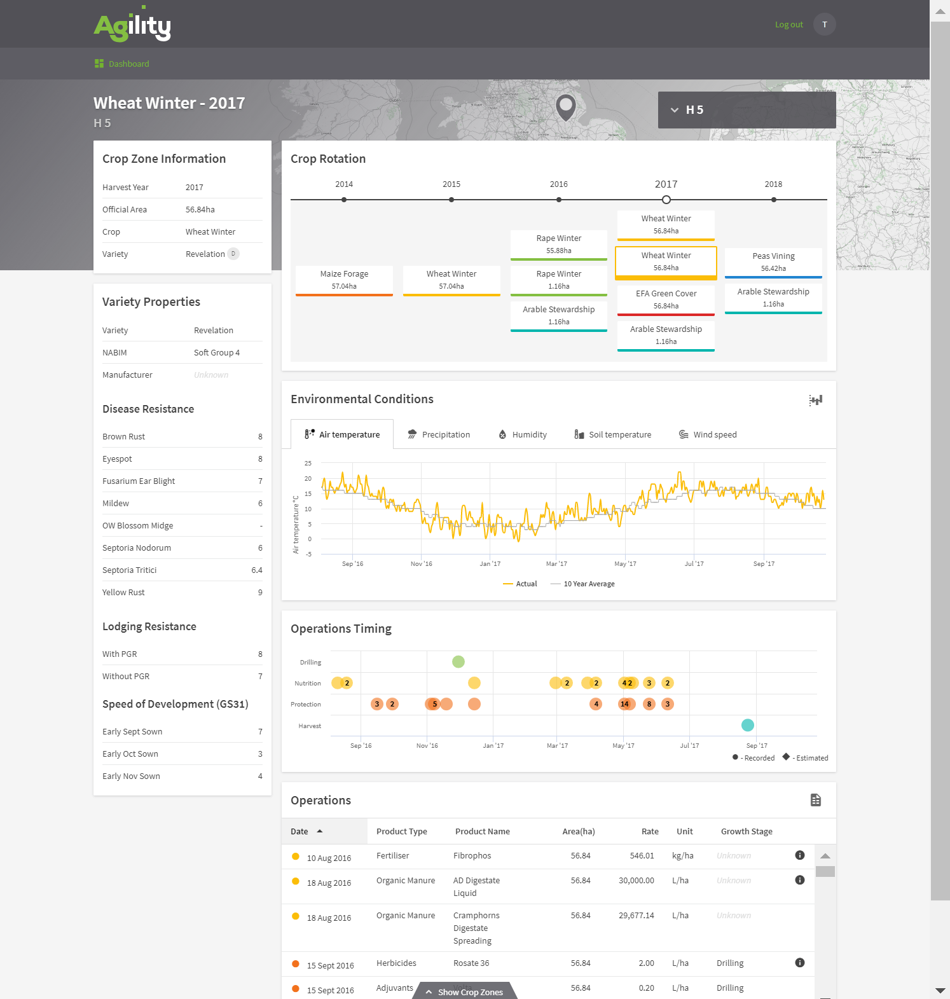 Agility
Log out
T
Dashboard
Wheat Winter - 2017
H 5
H 5
Crop Zone Information
Harvest Year 2017
Official Area 56.84ha
Crop Wheat Winter
Variety Revelation D
Variety Properties
Variety Revelation
NABIM Soft Group 4
Manufacturer Unknown
Disease Resistance
Brown Rust 8
Eyespot 8
Fusarium Ear Blight 7
Mildew 6
OW Blossom Midge -
Septoria Nodorum 6
Septoria Tritici 6.4
Yellow Rust 9
Lodging Resistance
With PGR 8
Without PGR 7
Speed of Development (GS31)
Early Sept Sown 7
Early Oct Sown 3
Early Nov Sown 4
Crop Rotation
2014 2015 2016 2017 2018
Maize Forage
57.04ha
Wheat Winter
57.04ha
Rape Winter
55.88ha
Rape Winter
1.16ha
Arable Stewardship
1.16ha
Wheat Winter
56.84ha
Wheat Winter
56.84ha
EFA Green Cover
56.84ha
Arable Stewardship
1.16ha
Peas Vining
56.42ha
Arable Stewardship
1.16ha
Environmental Conditions
Air temperature Precipitation Humidity Soil temperature Wind speed
Air temperature °C
25
20
15
10
5
0
-5
Sep '16 Nov '16 Jan '17 Mar '17 May '17 Jul '17 Sep '17
Actual 10 Year Average
Operations Timing
Drilling
Nutrition 2 2 2 4 2 3 2
Protection 3 2 5 4 14 8 3
Harvest
Sep '16 Nov '16 Jan '17 Mar '17 May '17 Jul '17 Sep '17
- Recorded - Estimated
Operations
Date Product Type Product Name Area(ha) Rate Unit Growth Stage
10 Aug 2016 Fertiliser Fibrophos 56.84 546.01 kg/ha Unknown
18 Aug 2016 Organic Manure AD Digestate 56.84 30,000.00 L/ha Unknown
Liquid
18 Aug 2016 Organic Manure Cramphorns 56.84 29,677.14 L/ha Unknown
Digestate
Spreading
15 Sept 2016 Herbicides Rosate 36 56.84 2.00 L/ha Drilling
15 Sept 2016 Adjuvants 56.84 0.20 L/ha Drilling
Show Crop Zones